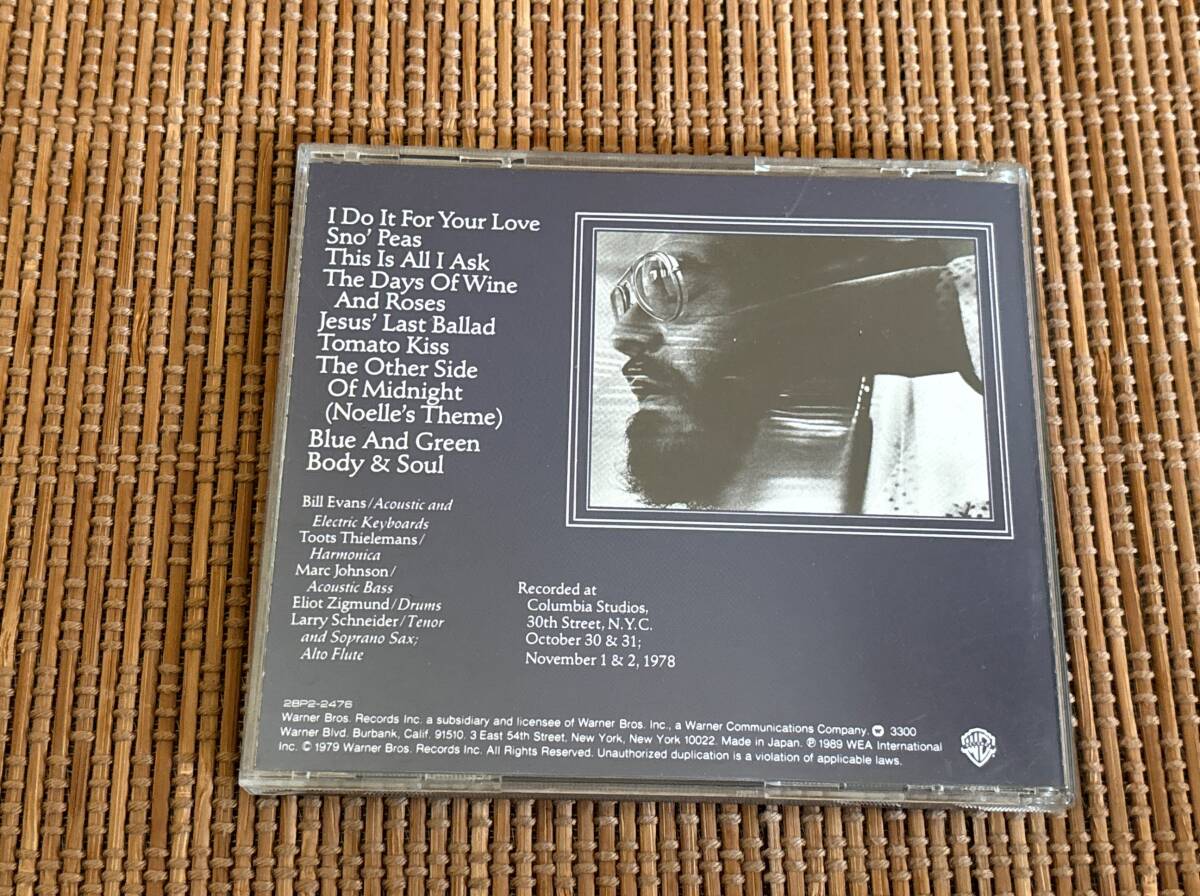 I Do It For Your Love
Sno' Peas
This Is All I Ask
The Days Of Wine
And Roses
Jesus' Last Ballad
Tomato Kiss
The Other Side
Of Midnight
(Noelle's Theme)
Blue And Green
Body & Soul
Bill Evans/Acoustic and
Electric Keyboards
Toots Thielemans/
Harmonica
Marc Johnson/
Acoustic Bass
Eliot Zigmund/Drums
Larry Schneider/Tenor
and Soprano Sax;
Alto Flute
Recorded at
Columbia Studios,
30th Street, N.Y.C.
October 30 & 31;
November 1 & 2, 1978
28P2-2476
Warner Bros. Records Inc. a subsidiary and licensee of Warner Bros. Inc., a Warner Communications Company. 3300
Warner Blvd. Burbank, Calif. 91510. 3 East 54th Street, New York, New York 10022. Made in Japan. ℗ 1989 WEA International
Inc. © 1979 Warner Bros. Records Inc. All Rights Reserved. Unauthorized duplication is a violation of applicable laws.